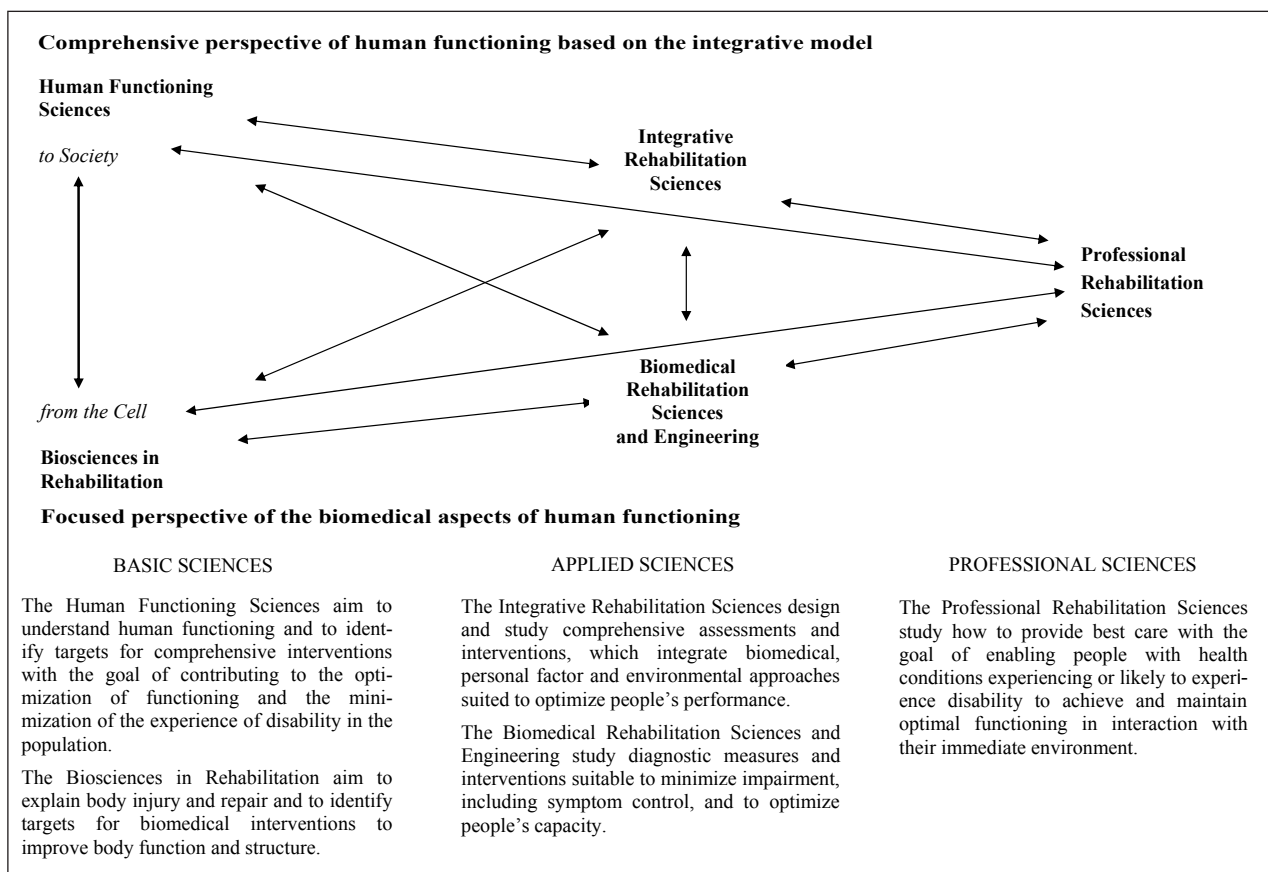 Comprehensive perspective of human functioning based on the integrative model
Human Functioning
Sciences
to Society
Integrative
Rehabilitation
Sciences
Professional
Rehabilitation
Sciences
Biomedical
Rehabilitation
Sciences
and Engineering
from the Cell
Biosciences in
Rehabilitation
Focused perspective of the biomedical aspects of human functioning
BASIC SCIENCES
The Human Functioning Sciences aim to
understand human functioning and to ident-
ify targets for comprehensive interventions
with the goal of contributing to the opti-
mization of functioning and the mini-
mization of the experience of disability in the
population.
The Biosciences in Rehabilitation aim to
explain body injury and repair and to identify
targets for biomedical interventions to
improve body function and structure.
APPLIED SCIENCES
The Integrative Rehabilitation Sciences design
and study comprehensive assessments and
interventions, which integrate biomedical,
personal factor and environmental approaches
suited to optimize people's performance.
The Biomedical Rehabilitation Sciences and
Engineering study diagnostic measures and
interventions suitable to minimize impairment,
including symptom control, and to optimize
people's capacity.
PROFESSIONAL SCIENCES
The Professional Rehabilitation Sciences
study how to provide best care with the
goal of enabling people with health
conditions experiencing or likely to experi-
ence disability to achieve and maintain
optimal functioning in interaction with
their immediate environment.